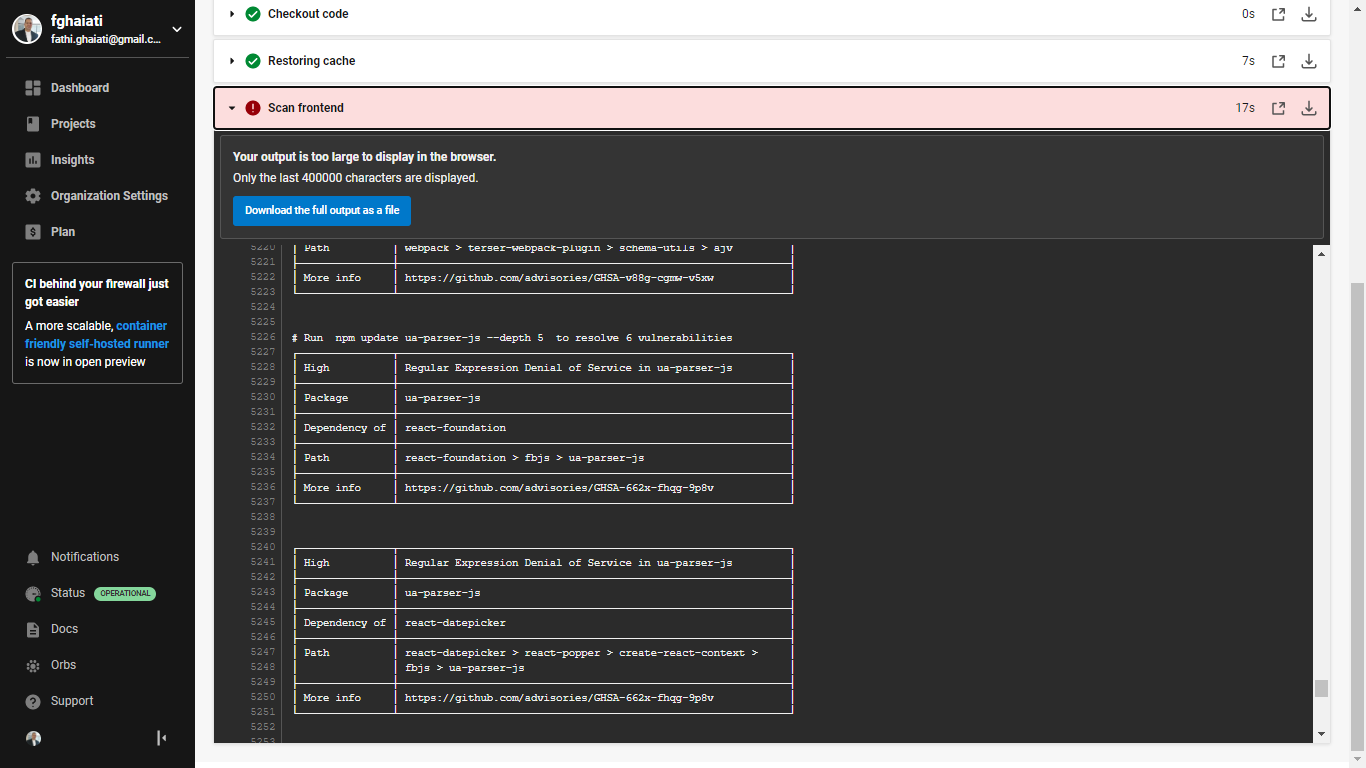 fghaiati
fathi.ghaiati@gmail.c...
Dashboard
Projects
Insights
Organization Settings
Plan
CI behind your firewall just
got easier
A more scalable, container
friendly self-hosted runner
is now in open preview
Notifications
Status OPERATIONAL
Docs
Orbs
Support
Checkout code 0s
Restoring cache 7s
! Scan frontend 17s
Your output is too large to display in the browser.
Only the last 400000 characters are displayed.
Download the full output as a file
5220 Path webpack > terser-webpack-plugin > schema-utils > ajv
5221
5222 More info https://github.com/advisories/GHSA-v88g-cgmw-v5xw
5223
5224
5225
5226 # Run  npm update ua-parser-js --depth 5  to resolve 6 vulnerabilities
5227
5228 High Regular Expression Denial of Service in ua-parser-js
5229
5230 Package ua-parser-js
5231
5232 Dependency of react-foundation
5233
5234 Path react-foundation > fbjs > ua-parser-js
5235
5236 More info https://github.com/advisories/GHSA-662x-fhqg-9p8v
5237
5238
5239
5240
5241 High Regular Expression Denial of Service in ua-parser-js
5242
5243 Package ua-parser-js
5244
5245 Dependency of react-datepicker
5246
5247 Path react-datepicker > react-popper > create-react-context >
5248 fbjs > ua-parser-js
5249
5250 More info https://github.com/advisories/GHSA-662x-fhqg-9p8v
5251
5252
5253